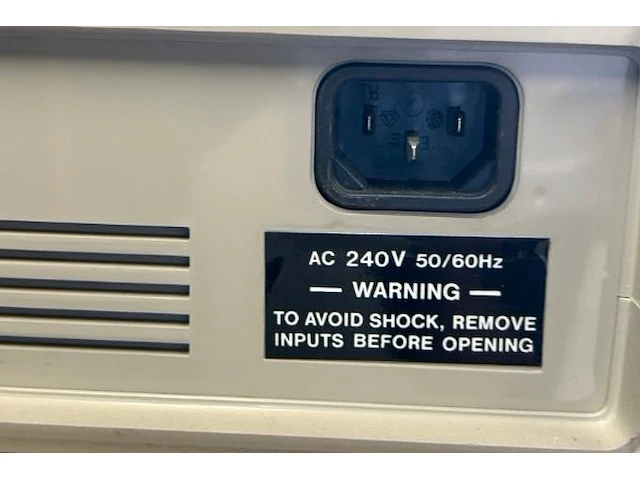 AC 240V 50/60Hz
— WARNING —
TO AVOID SHOCK, REMOVE
INPUTS BEFORE OPENING